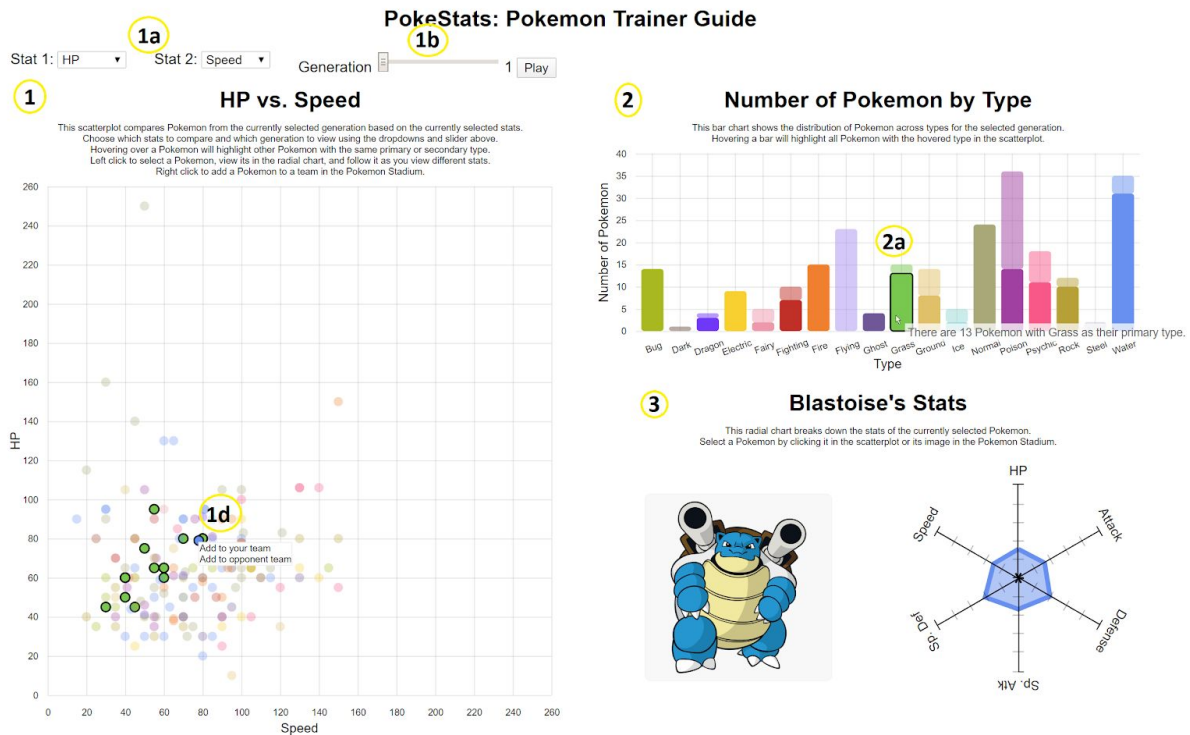 PokeStats: Pokemon Trainer Guide
1a
1b
Stat 1: HP
Stat 2: Speed
Generation
1
Play
1
HP vs. Speed
This scatterplot compares Pokemon from the currently selected generation based on the currently selected stats.
Choose which stats to compare and which generation to view using the dropdowns and slider above.
Hovering over a Pokemon will highlight other Pokemon with the same primary or secondary type.
Left click to select a Pokemon, view its in the radial chart, and follow it as you view different stats.
Right click to add a Pokemon to a team in the Pokemon Stadium.
260
240
220
200
180
160
140
120
100
80
60
40
20
0
HP
1d
Add to your team
Add to opponent team
0 20 40 60 80 100 120 140 160 180 200 220 240 260
Speed
2
Number of Pokemon by Type
This bar chart shows the distribution of Pokemon across types for the selected generation.
Hovering a bar will highlight all Pokemon with the hovered type in the scatterplot.
40
35
30
25
20
15
10
5
0
Number of Pokemon
2a
There are 13 Pokemon with Grass as their primary type.
Bug Dark Dragon Electric Fairy Fighting Fire Flying Ghost Grass Ground Ice Normal Poison Psychic Rock Steel Water
Type
3
Blastoise's Stats
This radial chart breaks down the stats of the currently selected Pokemon.
Select a Pokemon by clicking it in the scatterplot or its image in the Pokemon Stadium.
HP
Attack
Defense
Sp. Atk
Sp. Def
Speed